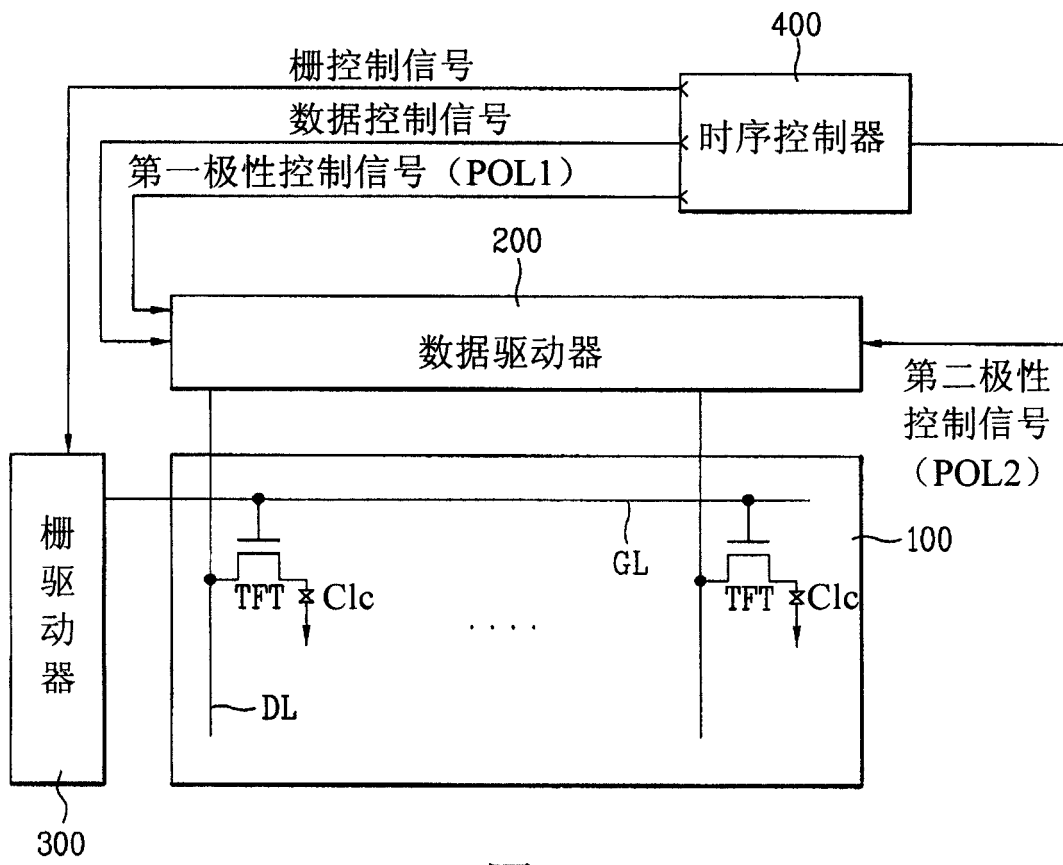 400
栅控制信号
数据控制信号
时序控制器
第一极性控制信号（POL1）
200
数据驱动器
第二极性
控制信号
（POL2）
栅驱动器
GL
100
TFT
Clc
TFT
Clc
....
DL
300